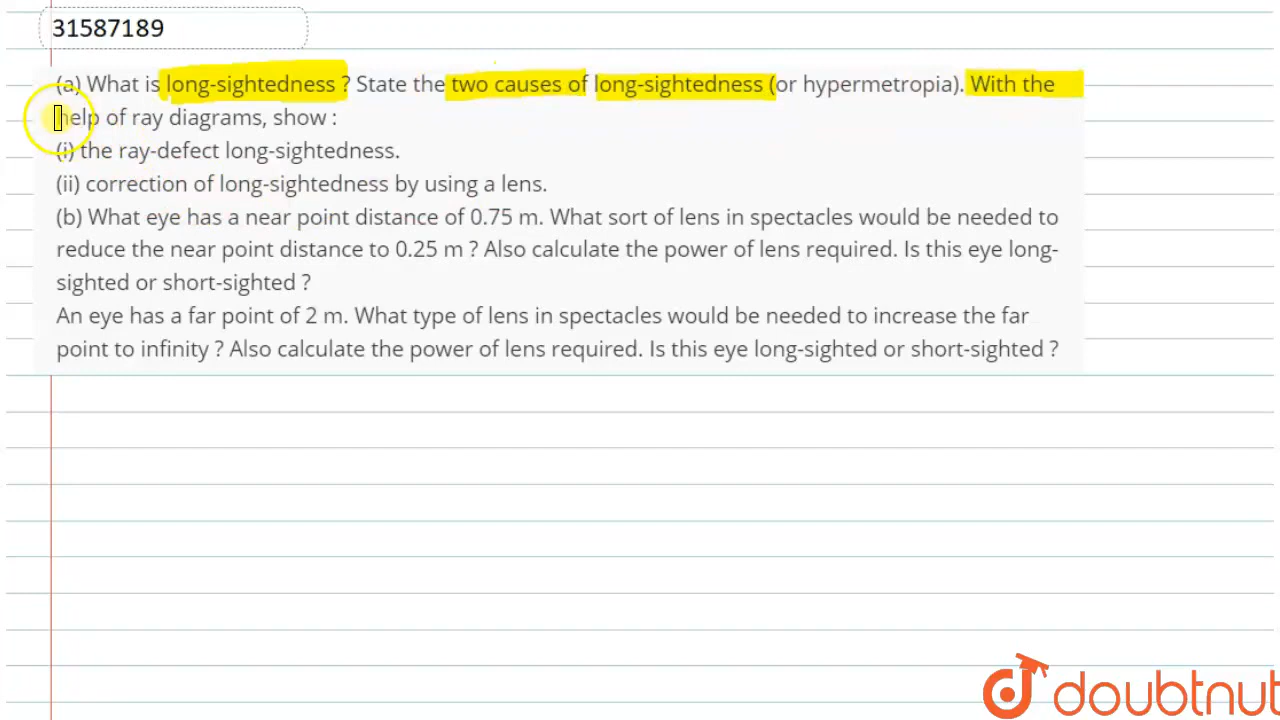 31587189
(a) What is long-sightedness ? State the two causes of long-sightedness (or hypermetropia). With the
help of ray diagrams, show :
(i) the ray-defect long-sightedness.
(ii) correction of long-sightedness by using a lens.
(b) What eye has a near point distance of 0.75 m. What sort of lens in spectacles would be needed to
reduce the near point distance to 0.25 m ? Also calculate the power of lens required. Is this eye long-
sighted or short-sighted ?
An eye has a far point of 2 m. What type of lens in spectacles would be needed to increase the far
point to infinity ? Also calculate the power of lens required. Is this eye long-sighted or short-sighted ?
doubtnut